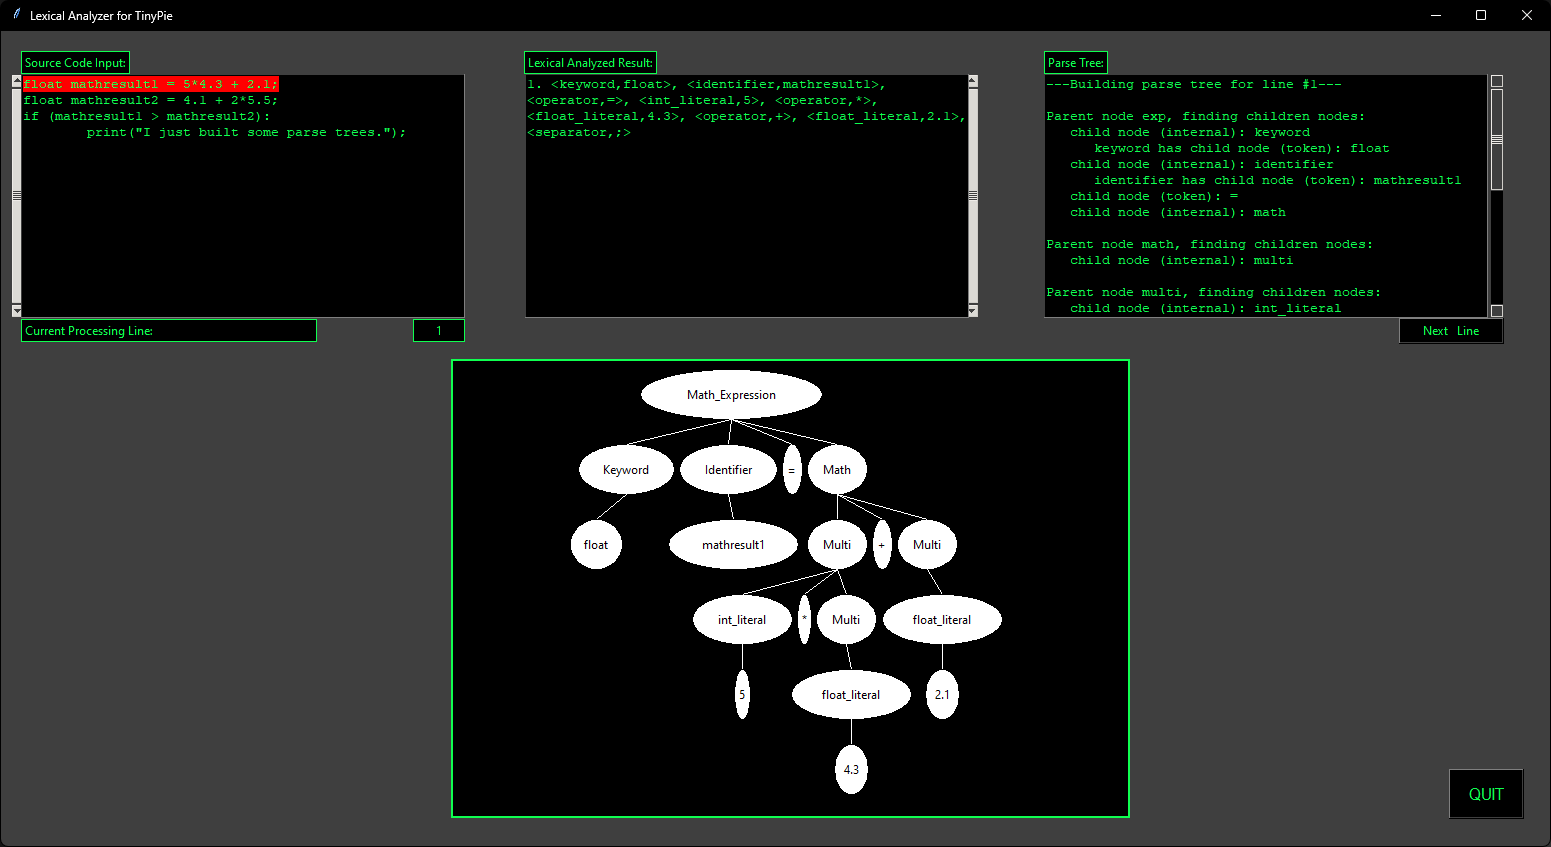 Lexical Analyzer for TinyPie
Source Code Input:
float mathresult1 = 5*4.3 + 2.1;
float mathresult2 = 4.1 + 2*5.5;
if (mathresult1 > mathresult2):
        print("I just built some parse trees.");
Current Processing Line:
1
Lexical Analyzed Result:
1. <keyword,float>, <identifier,mathresult1>,
<operator,=>, <int_literal,5>, <operator,*>,
<float_literal,4.3>, <operator,+>, <float_literal,2.1>,
<separator,;>
Parse Tree:
---Building parse tree for line #1---
Parent node exp, finding children nodes:
   child node (internal): keyword
      keyword has child node (token): float
   child node (internal): identifier
      identifier has child node (token): mathresult1
   child node (token): =
   child node (internal): math
Parent node math, finding children nodes:
   child node (internal): multi
Parent node multi, finding children nodes:
   child node (internal): int_literal
Next Line
Math_Expression
Keyword Identifier = Math
float mathresult1 Multi + Multi
int_literal * Multi float_literal
5 float_literal 2.1
4.3
QUIT